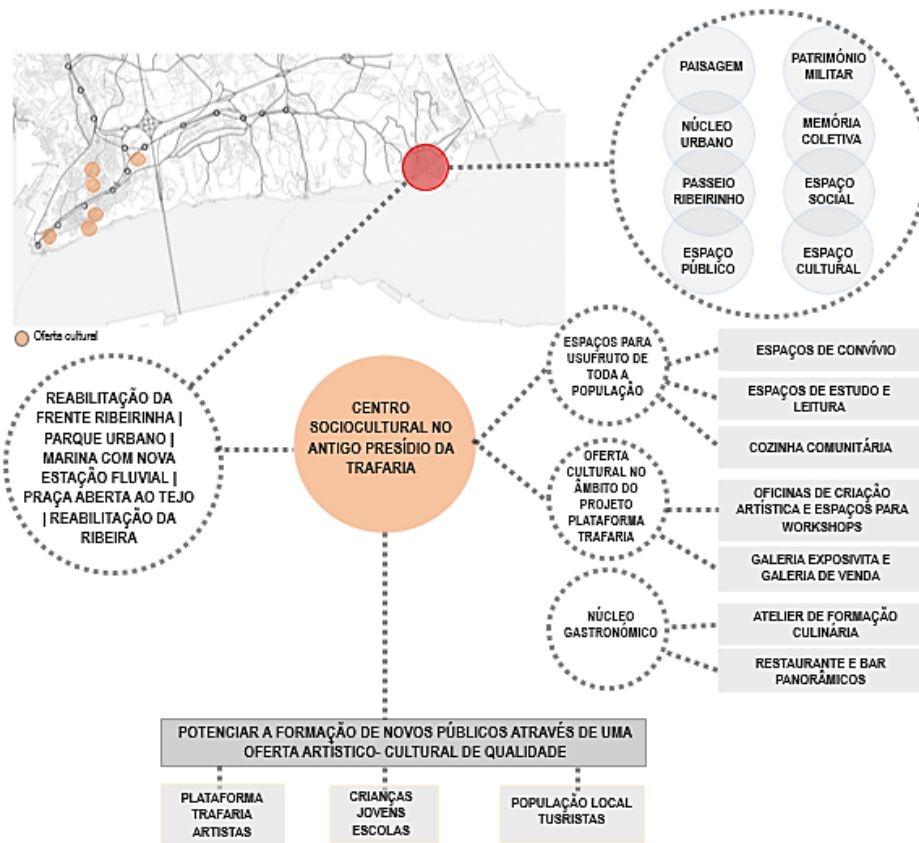 PAISAGEM
PATRIMÓNIO
MILITAR
NÚCLEO
URBANO
MEMÓRIA
COLETIVA
PASSEIO
RIBEIRINHO
ESPAÇO
SOCIAL
ESPAÇO
PÚBLICO
ESPAÇO
CULTURAL
Oferta cultural
REABILITAÇÃO DA
FRENTE RIBEIRINHA |
PARQUE URBANO |
MARINA COM NOVA
ESTAÇÃO FLUVIAL |
PRAÇA ABERTA AO TEJO
| REABILITAÇÃO DA
RIBEIRA
CENTRO
SOCIOCULTURAL NO
ANTIGO PRESÍDIO DA
TRAFARIA
ESPAÇOS PARA
USUFRUTO DE
TODA A
POPULAÇÃO
ESPAÇOS DE CONVÍVIO
ESPAÇOS DE ESTUDO E
LEITURA
COZINHA COMUNITÁRIA
OFERTA
CULTURAL NO
ÂMBITO DO
PROJETO
PLATAFORMA
TRAFARIA
OFICINAS DE CRIAÇÃO
ARTÍSTICA E ESPAÇOS PARA
WORKSHOPS
GALERIA EXPOSIVITA E
GALERIA DE VENDA
NÚCLEO
GASTRONÓMICO
ATELIER DE FORMAÇÃO
CULINÁRIA
RESTAURANTE E BAR
PANORÂMICOS
POTENCIAR A FORMAÇÃO DE NOVOS PÚBLICOS ATRAVÉS DE UMA
OFERTA ARTÍSTICO- CULTURAL DE QUALIDADE
PLATAFORMA
TRAFARIA
ARTISTAS
CRIANÇAS
JOVENS
ESCOLAS
POPULAÇÃO LOCAL
TUSRISTAS